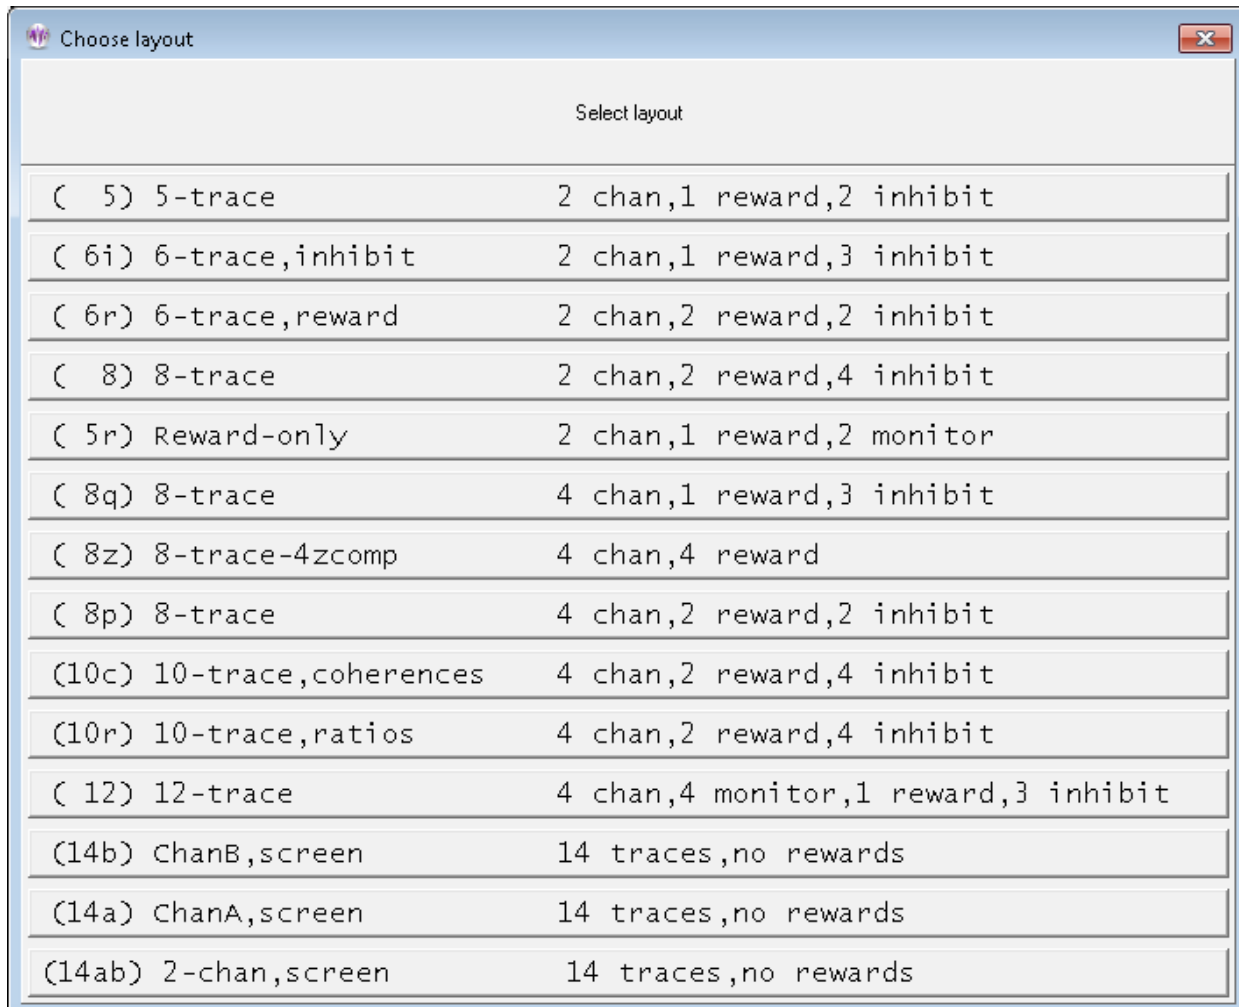 Choose layout
Select layout
( 5) 5-trace 2 chan,1 reward,2 inhibit
( 6i) 6-trace,inhibit 2 chan,1 reward,3 inhibit
( 6r) 6-trace,reward 2 chan,2 reward,2 inhibit
( 8) 8-trace 2 chan,2 reward,4 inhibit
( 5r) Reward-only 2 chan,1 reward,2 monitor
( 8q) 8-trace 4 chan,1 reward,3 inhibit
( 8z) 8-trace-4zcomp 4 chan,4 reward
( 8p) 8-trace 4 chan,2 reward,2 inhibit
(10c) 10-trace,coherences 4 chan,2 reward,4 inhibit
(10r) 10-trace,ratios 4 chan,2 reward,4 inhibit
( 12) 12-trace 4 chan,4 monitor,1 reward,3 inhibit
(14b) ChanB,screen 14 traces,no rewards
(14a) ChanA,screen 14 traces,no rewards
(14ab) 2-chan,screen 14 traces,no rewards